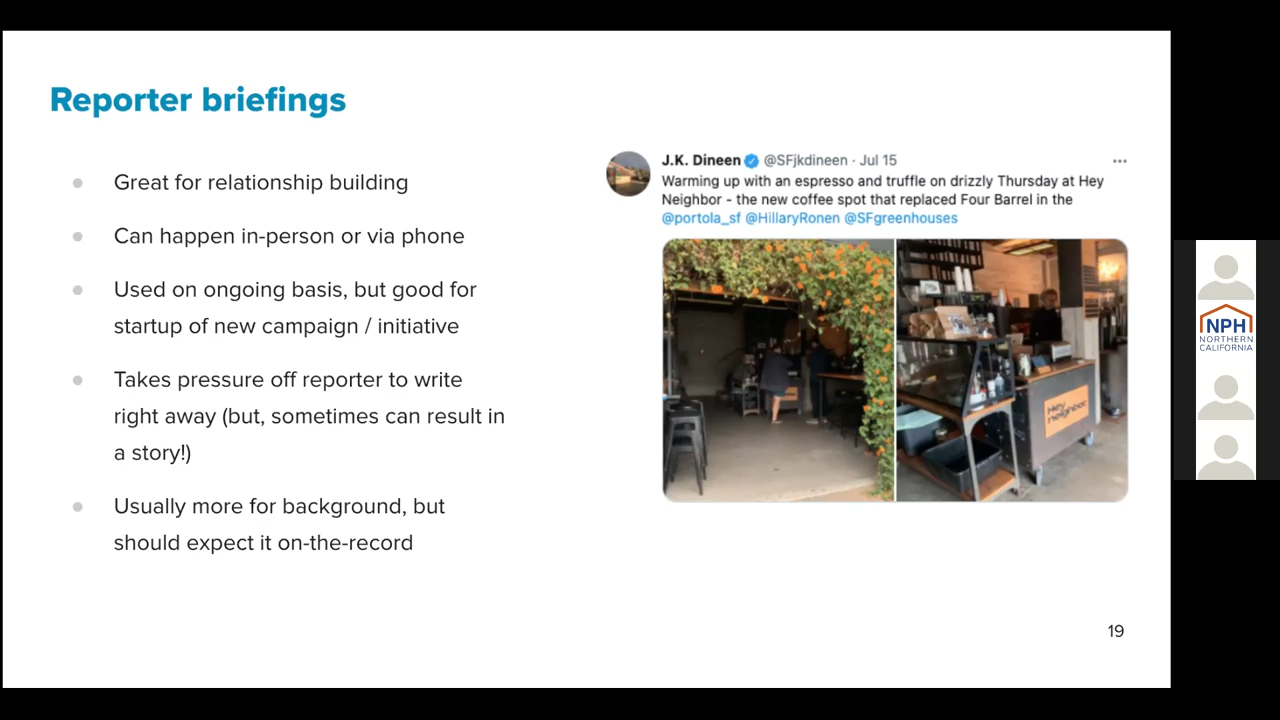 Reporter briefings
Great for relationship building
Can happen in-person or via phone
Used on ongoing basis, but good for
startup of new campaign / initiative
Takes pressure off reporter to write
right away (but, sometimes can result in
a story!)
Usually more for background, but
should expect it on-the-record
J.K. Dineen @SFjkdineen · Jul 15
Warming up with an espresso and truffle on drizzly Thursday at Hey
Neighbor - the new coffee spot that replaced Four Barrel in the
@portola_sf @HillaryRonen @SFgreenhouses
Hey
neighbor
19
NPH
NORTHERN
CALIFORNIA